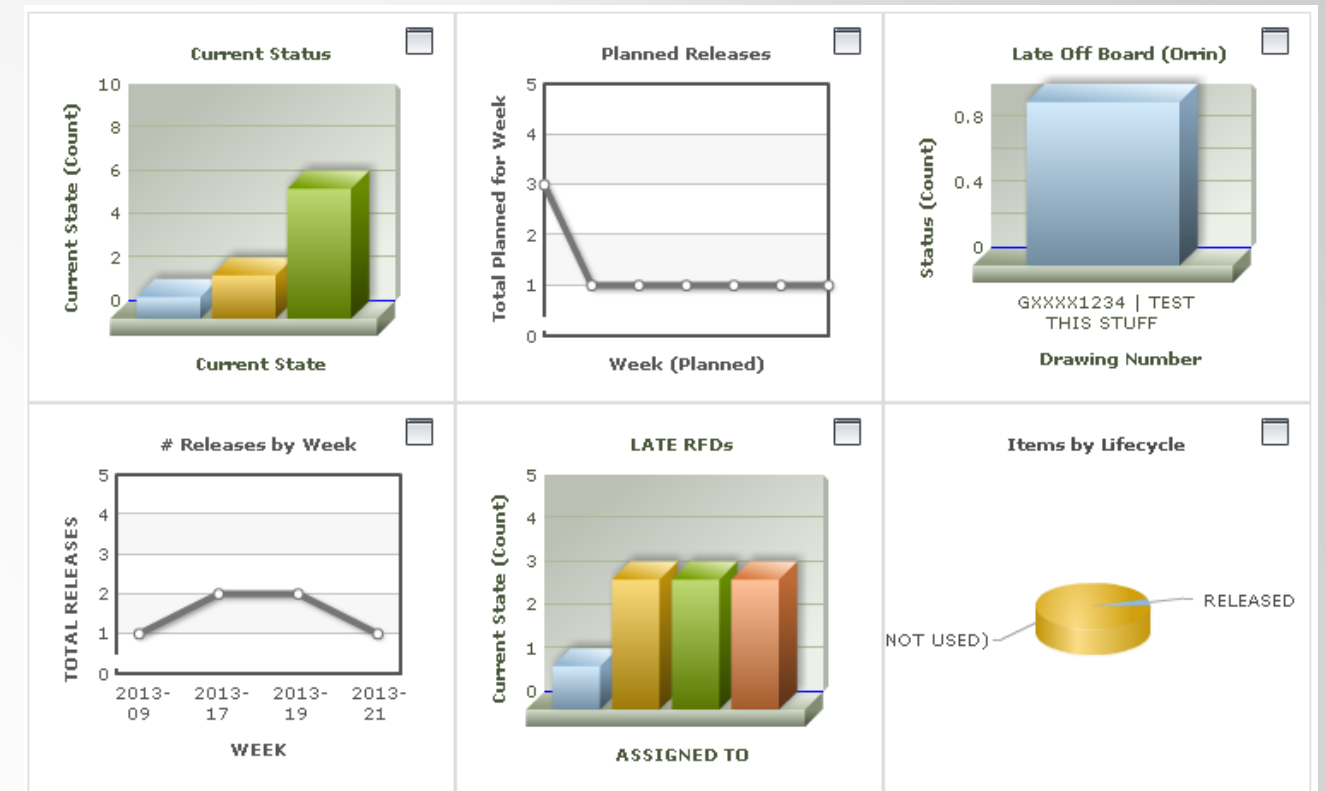 Current Status
Current State (Count)
10
8
6
4
2
0
Current State
Planned Releases
Total Planned for Week
5
4
3
2
1
0
Week (Planned)
Late Off Board (Orrin)
Status (Count)
0.8
0.4
0
GXXXX1234 | TEST
THIS STUFF
Drawing Number
# Releases by Week
TOTAL RELEASES
5
4
3
2
1
0
2013-09
2013-17
2013-19
2013-21
WEEK
LATE RFDs
Current State (Count)
5
4
3
2
1
0
ASSIGNED TO
Items by Lifecycle
RELEASED
NOT USED)